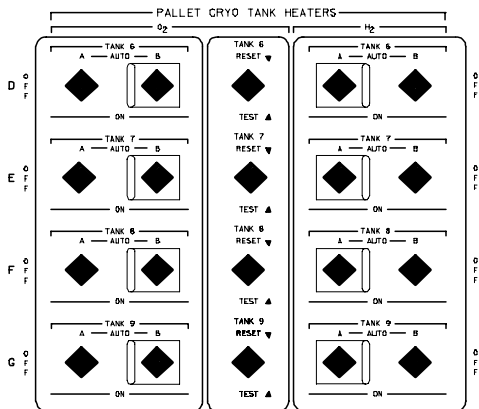 PALLET CRYO TANK HEATERS
O2 H2
TANK 6 TANK 6 TANK 6
A AUTO B RESET A AUTO B
D OFF OFF
ON TEST ON
TANK 7 TANK 7 TANK 7
A AUTO B RESET A AUTO B
E OFF OFF
ON TEST ON
TANK 8 TANK 8 TANK 8
A AUTO B RESET A AUTO B
F OFF OFF
ON TEST ON
TANK 9 TANK 9 TANK 9
A AUTO B RESET A AUTO B
G OFF OFF
ON TEST ON